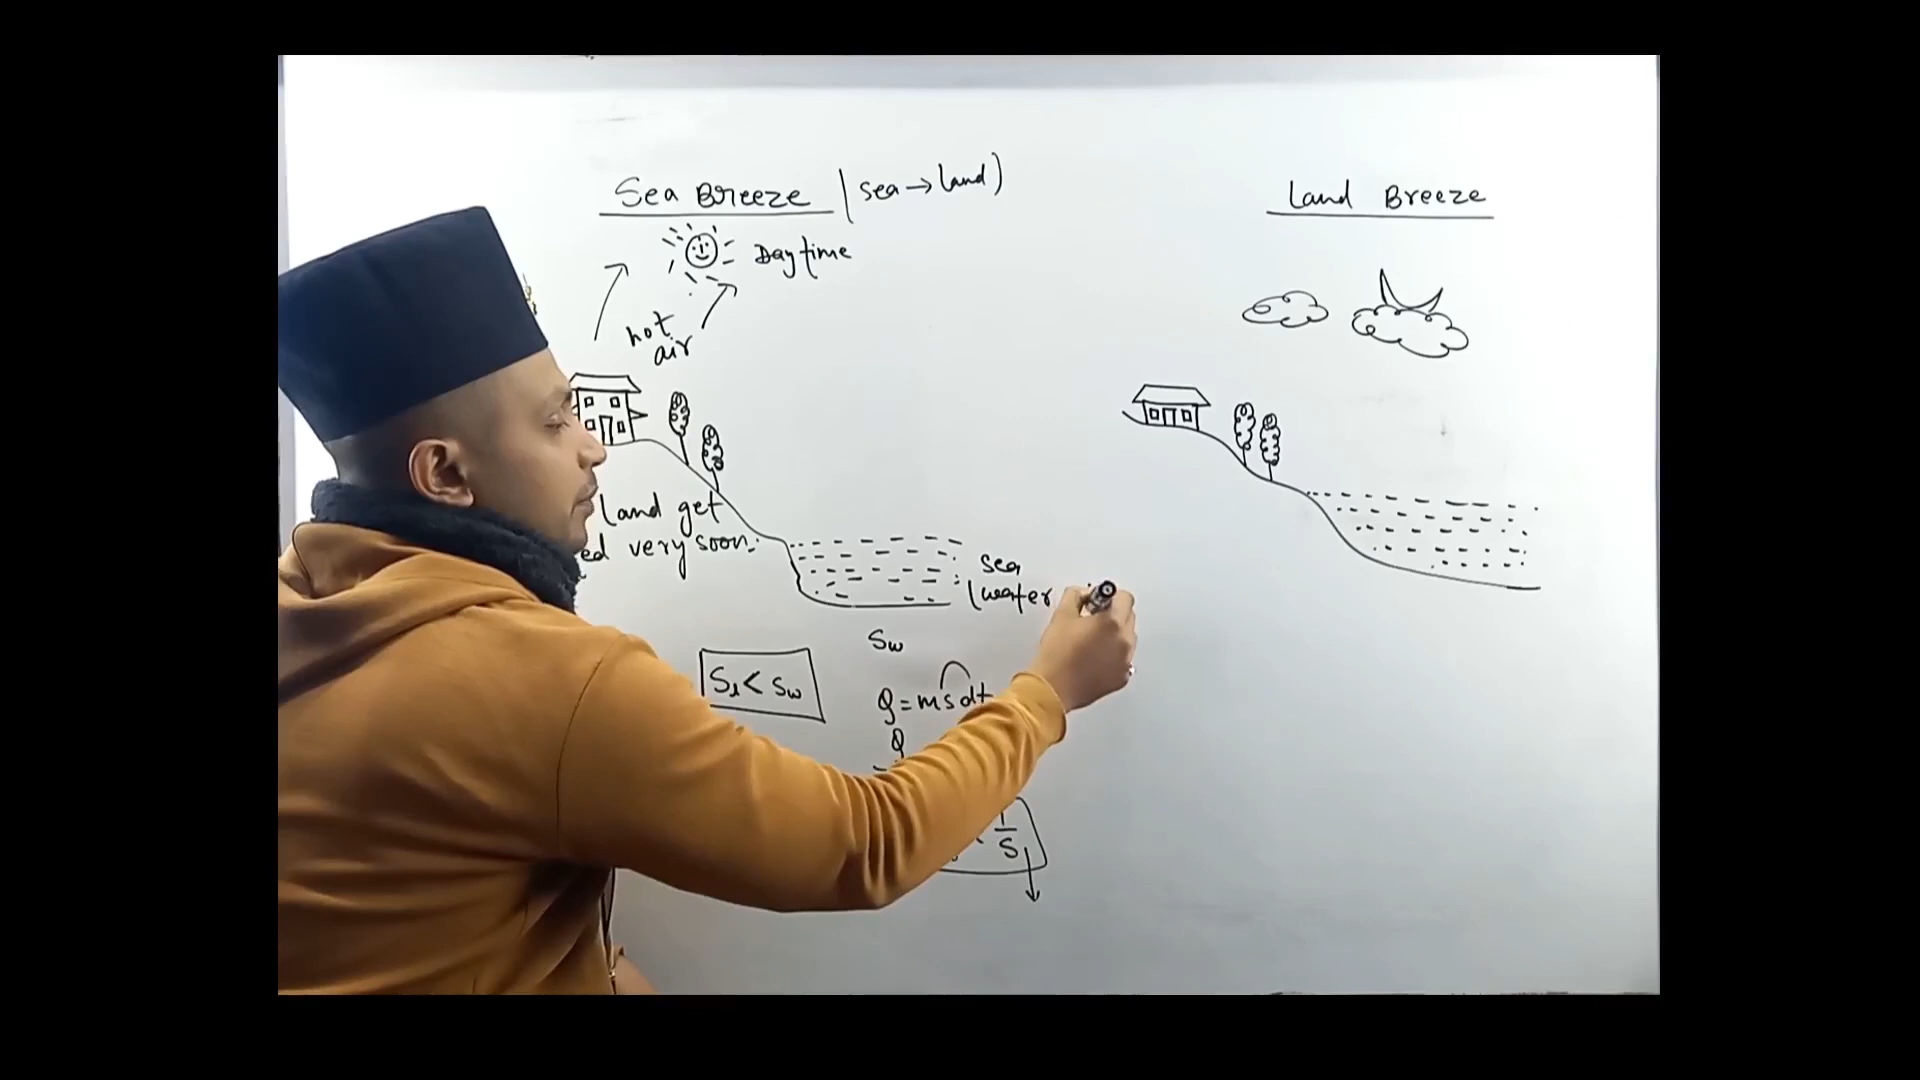 Sea Breeze (sea → land)
Day time
hot
air
land get
ed very soon.
sea
(water
Sw
Sl < Sw
Q = msdt
Q
1
S
Land Breeze